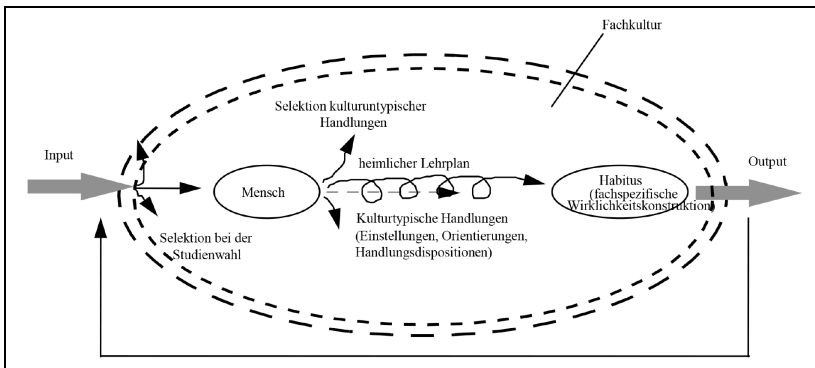 Fachkultur
Selektion kulturuntypischer
Handlungen
Input
heimlicher Lehrplan
Output
Mensch
Habitus
(fachspezifische
Wirklichkeitskonstruktion)
Kulturtypische Handlungen
(Einstellungen, Orientierungen,
Handlungsdispositionen)
Selektion bei der
Studienwahl